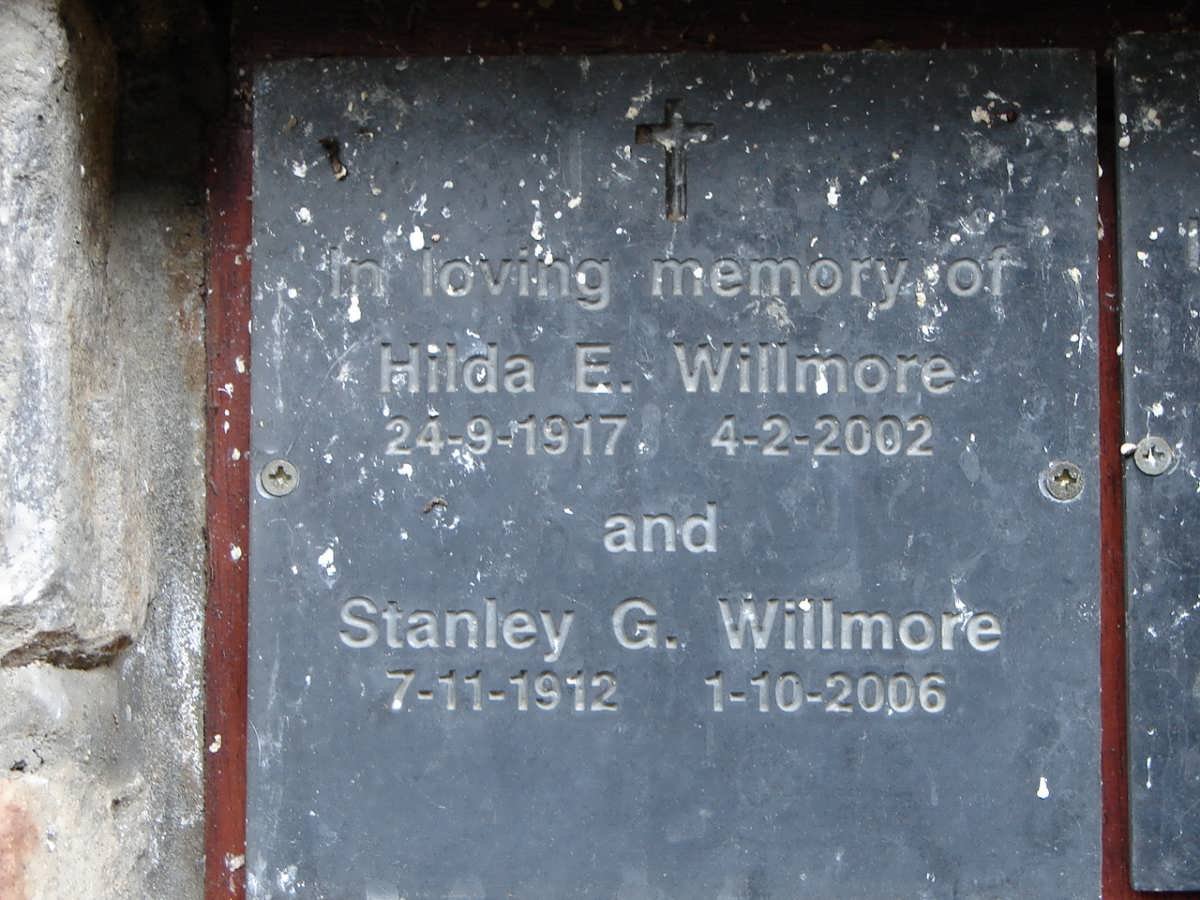 In loving memory of
Hilda E. Willmore
24-9-1917 4-2-2002
and
Stanley G. Willmore
7-11-1912 1-10-2006